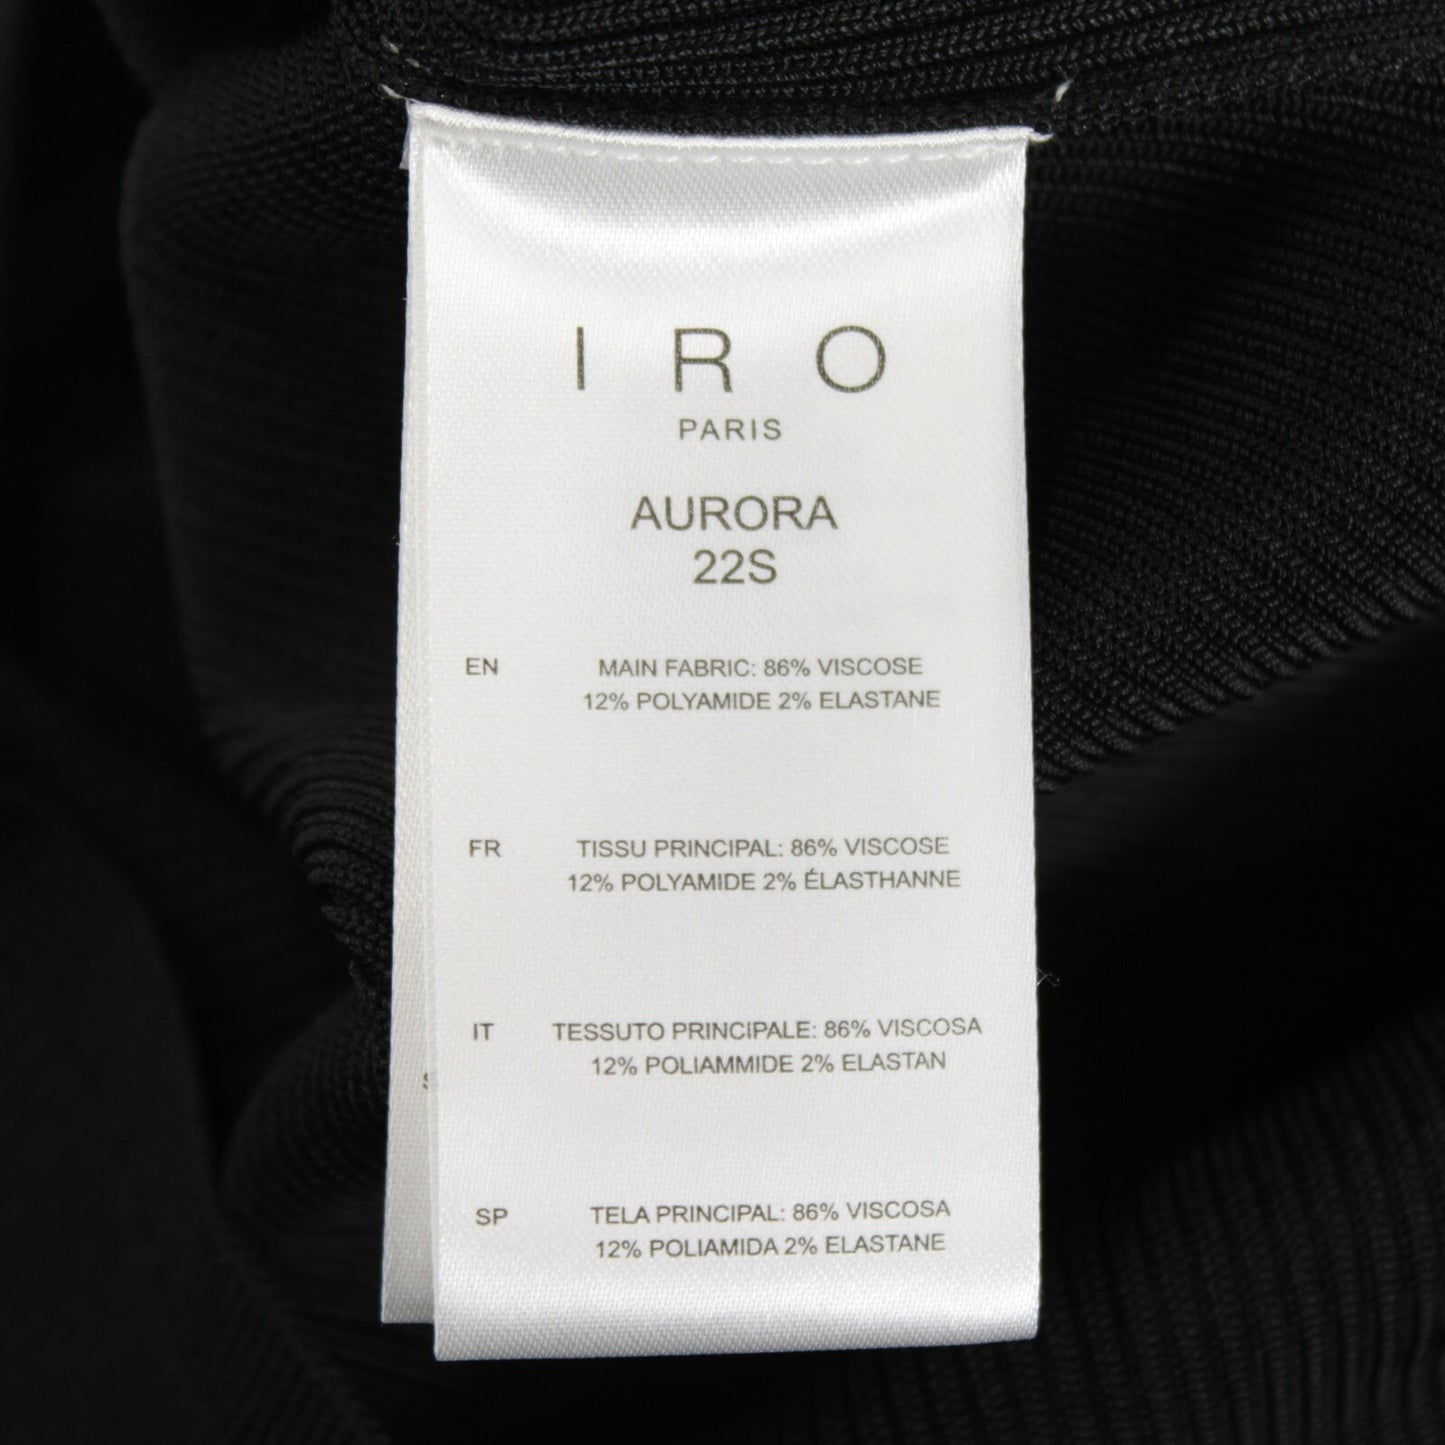 I R O
PARIS
AURORA
22S
EN MAIN FABRIC: 86% VISCOSE
12% POLYAMIDE 2% ELASTANE
FR TISSU PRINCIPAL: 86% VISCOSE
12% POLYAMIDE 2% ÉLASTHANNE
IT TESSUTO PRINCIPALE: 86% VISCOSA
12% POLIAMMIDE 2% ELASTAN
SP TELA PRINCIPAL: 86% VISCOSA
12% POLIAMIDA 2% ELASTANE